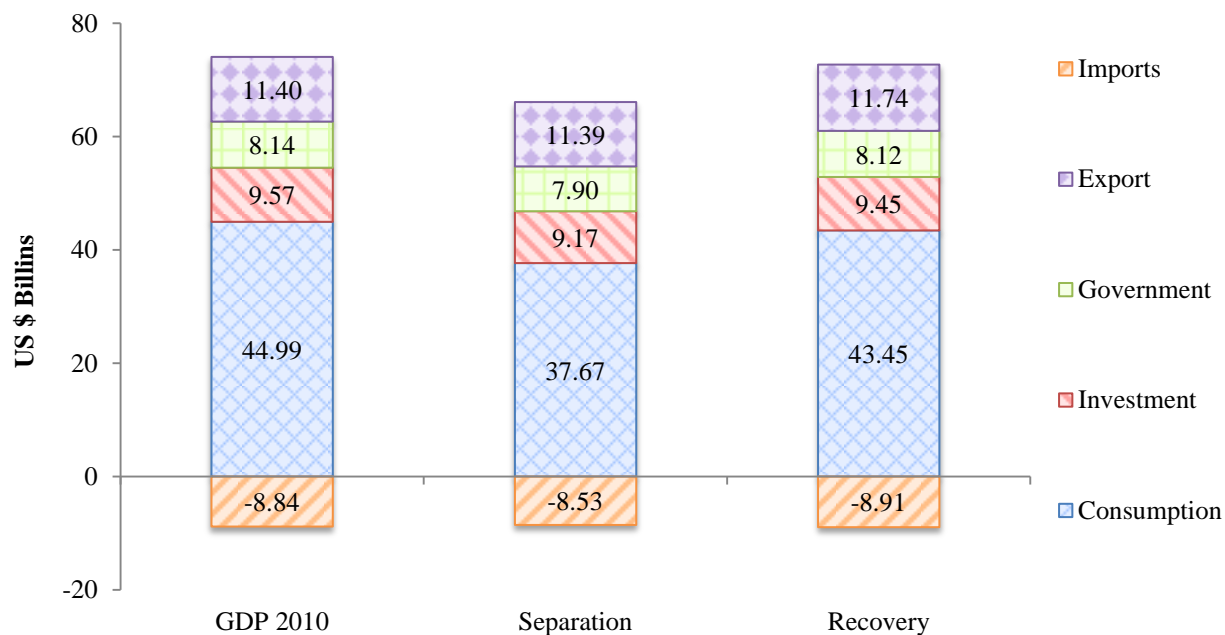 80
60
40
20
0
-20
US $ Billins
11.40
8.14
9.57
44.99
-8.84
11.39
7.90
9.17
37.67
-8.53
11.74
8.12
9.45
43.45
-8.91
GDP 2010
Separation
Recovery
Imports
Export
Government
Investment
Consumption